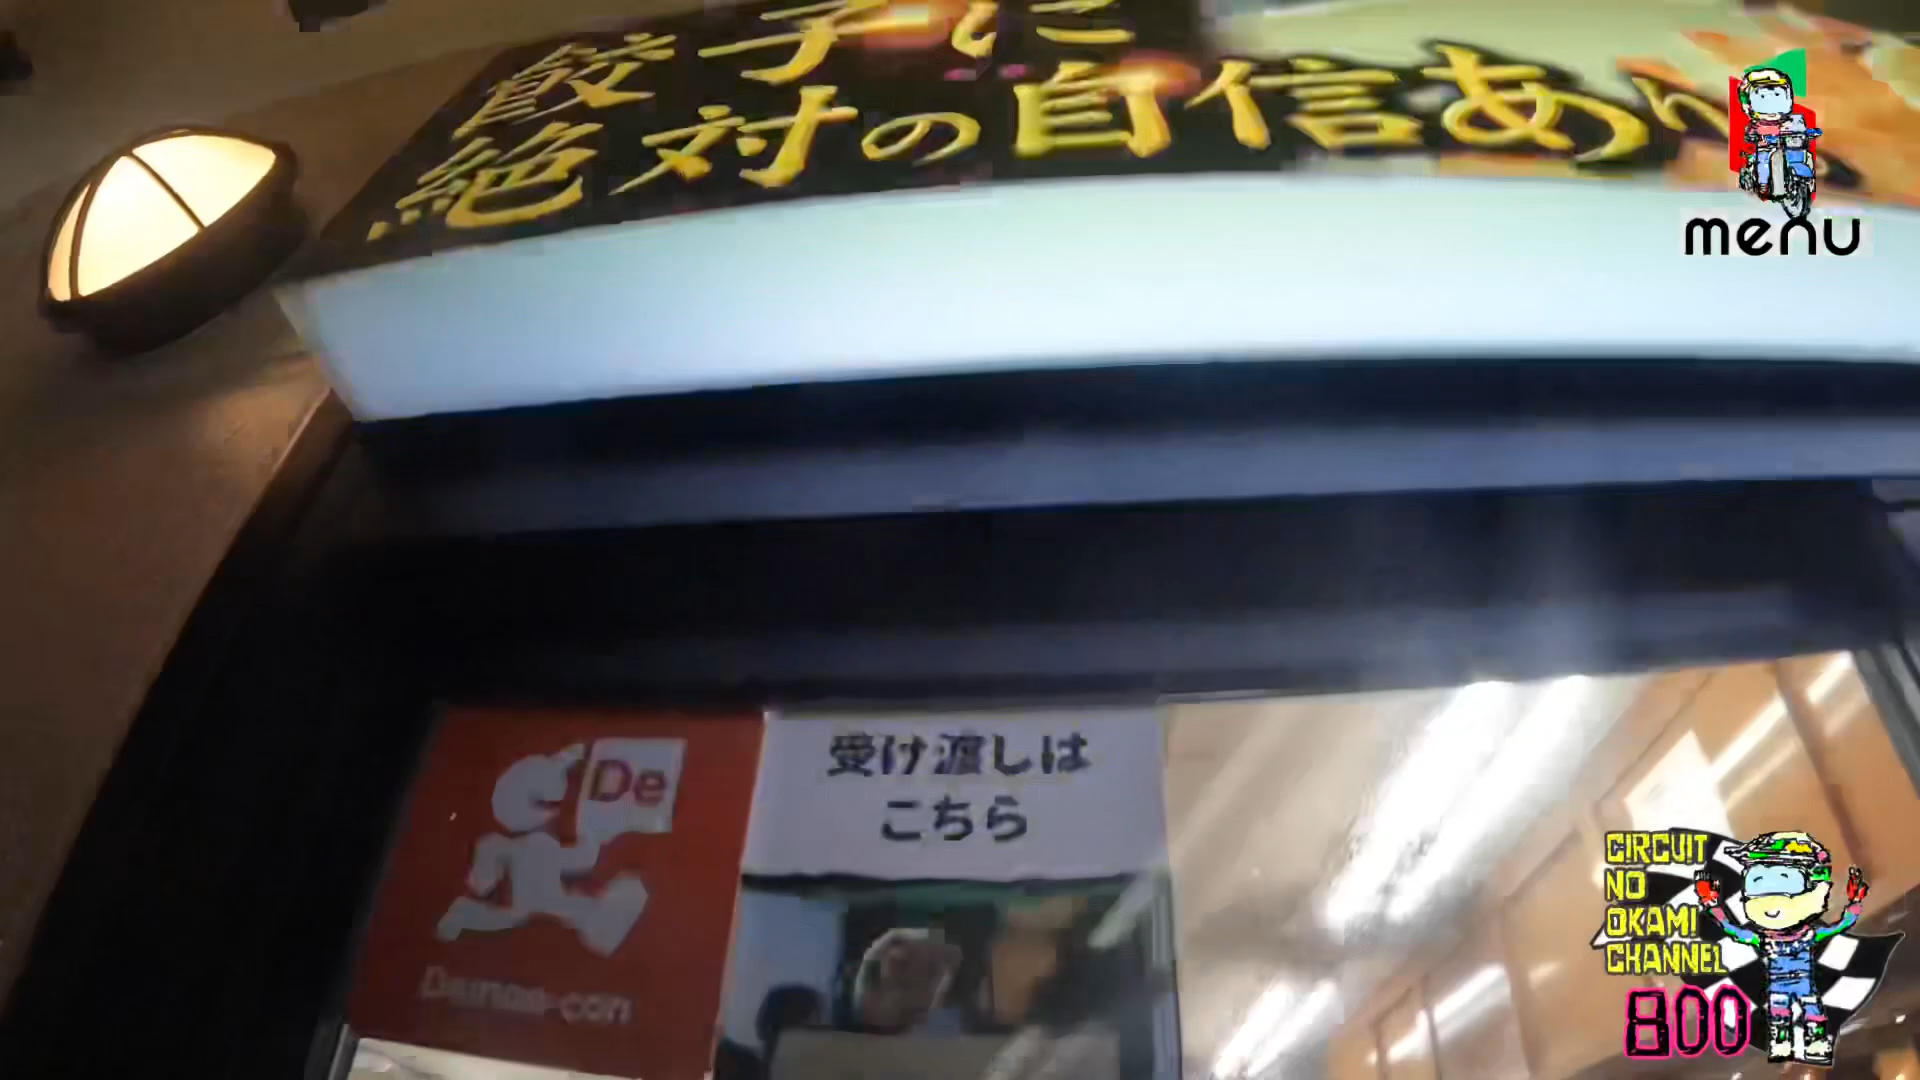 餃子に
絶対の自信あり
menu
De
Demae-can
受け渡しは
こちら
CIRCUIT
NO
OKAMI
CHANNEL
800